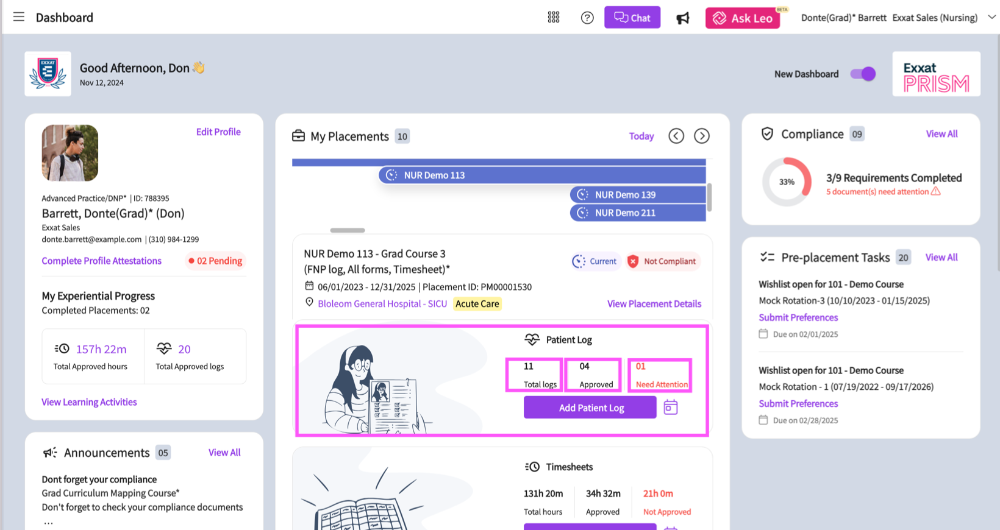 Dashboard
Chat
Ask Leo
BETA
Donte(Grad)* Barrett Exxat Sales (Nursing)
EXXAT
Good Afternoon, Don 👋
Nov 12, 2024
New Dashboard
Exxat
PRISM
Edit Profile
Advanced Practice/DNP* | ID: 788395
Barrett, Donte(Grad)* (Don)
Exxat Sales
donte.barrett@example.com | (310) 984-1299
Complete Profile Attestations
02 Pending
My Experiential Progress
Completed Placements: 02
157h 22m
Total Approved hours
20
Total Approved logs
View Learning Activities
Announcements 05
View All
Dont forget your compliance
Grad Curriculum Mapping Course*
Don't forget to check your compliance documents
...
My Placements 10
Today
NUR Demo 113
NUR Demo 139
NUR Demo 211
NUR Demo 113 - Grad Course 3
(FNP log, All forms, Timesheet)*
Current
Not Compliant
06/01/2023 - 12/31/2025 | Placement ID: PM00001530
Bloleom General Hospital - SICU Acute Care
View Placement Details
Patient Log
11
Total logs
04
Approved
01
Need Attention
Add Patient Log
Timesheets
131h 20m
Total hours
34h 32m
Approved
21h 0m
Not Approved
Compliance 09
View All
33%
3/9 Requirements Completed
5 document(s) need attention
Pre-placement Tasks 20
View All
Wishlist open for 101 - Demo Course
Mock Rotation-3 (10/10/2023 - 01/15/2025)
Submit Preferences
Due on 02/01/2025
Wishlist open for 101 - Demo Course
Mock Rotation - 1 (07/19/2022 - 09/17/2026)
Submit Preferences
Due on 02/28/2025